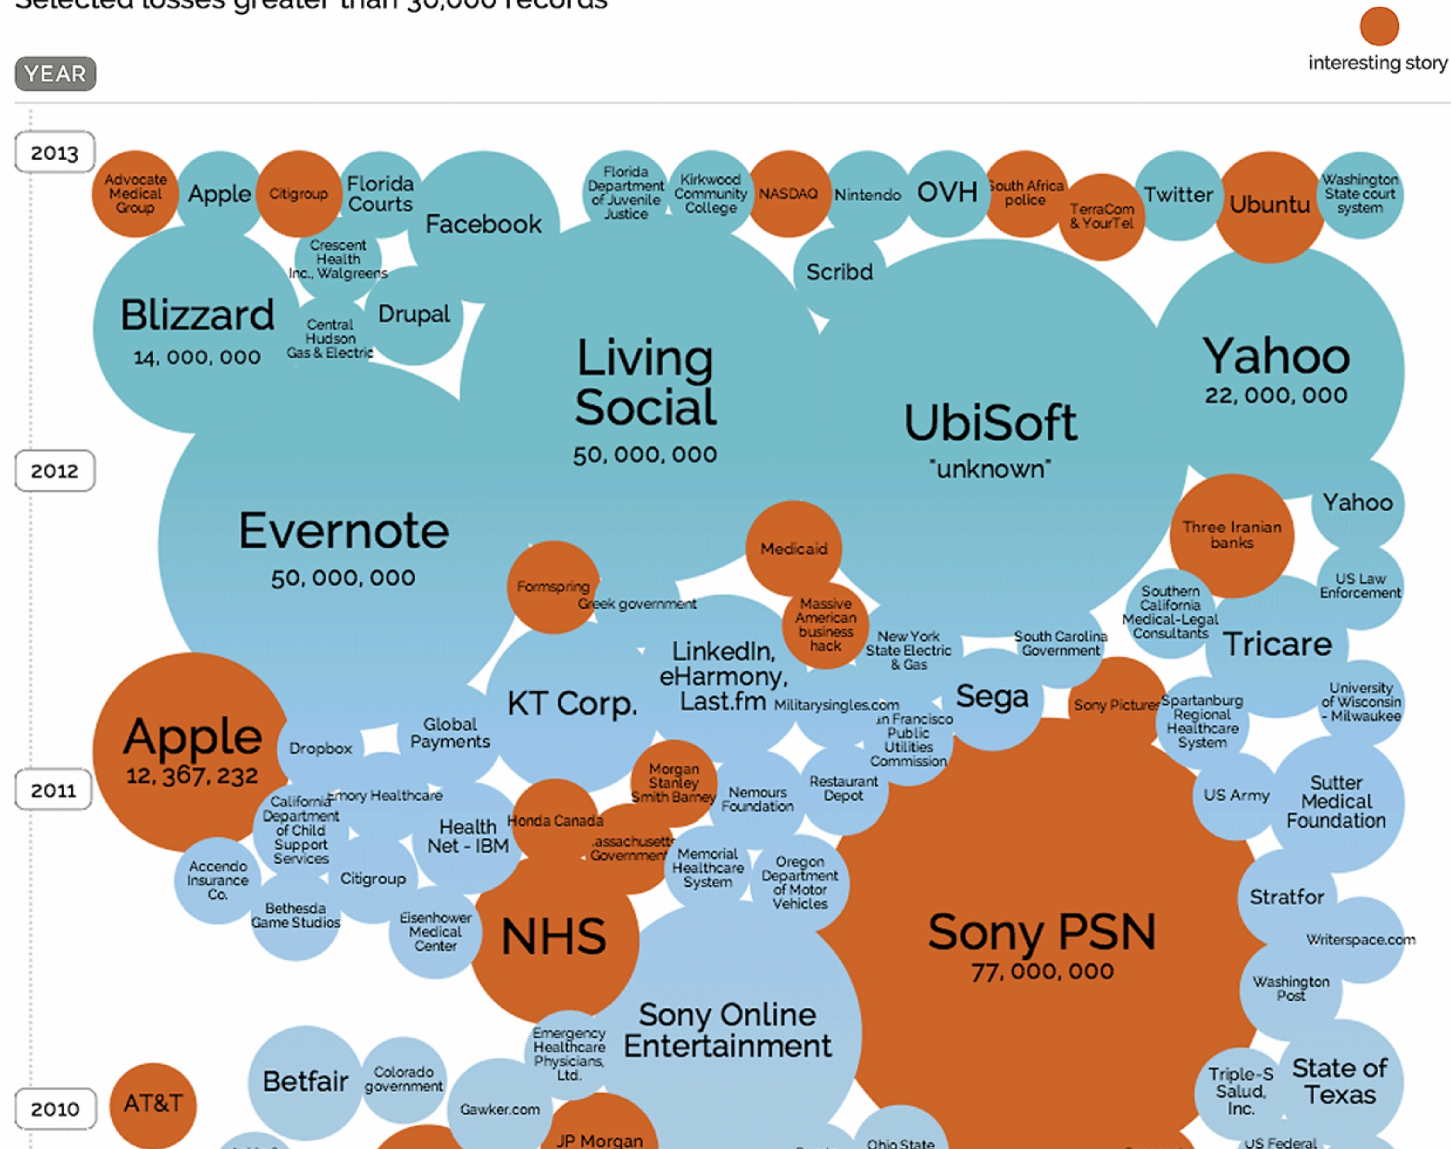 Selected losses greater than 30,000 records
interesting story
YEAR
2013
Advocate
Medical
Group
Apple
Citigroup
Florida
Courts
Facebook
Florida
Department
of Juvenile
Justice
Kirkwood
Community
College
NASDAQ
Nintendo
OVH
South Africa
police
TerraCom
& YourTel
Twitter
Ubuntu
Washington
State court
system
Crescent
Health
Inc., Walgreens
Scribd
Blizzard
14, 000, 000
Drupal
Central
Hudson
Gas & Electric
Living
Social
50, 000, 000
UbiSoft
"unknown"
Yahoo
22, 000, 000
2012
Evernote
50, 000, 000
Yahoo
Three Iranian
banks
Medicaid
Formspring
Greek government
Massive
American
business
hack
US Law
Enforcement
Southern
California
Medical-Legal
Consultants
New York
State Electric
& Gas
South Carolina
Government
Tricare
LinkedIn,
eHarmony,
Last.fm
KT Corp.
Militarysingles.com
Sega
Sony Pictures
Spartanburg
Regional
Healthcare
System
University
of Wisconsin
- Milwaukee
Apple
12, 367, 232
Dropbox
Global
Payments
an Francisco
Public
Utilities
Commission
2011
Morgan
Stanley
Smith Barney
Nemours
Foundation
Restaurant
Depot
US Army
Sutter
Medical
Foundation
California
Department
of Child
Support
Services
Emory Healthcare
Health
Net - IBM
Honda Canada
assachusetts
Government
Memorial
Healthcare
System
Oregon
Department
of Motor
Vehicles
Accendo
Insurance
Co.
Citigroup
Bethesda
Game Studios
Eisenhower
Medical
Center
NHS
Sony PSN
77, 000, 000
Stratfor
Writerspace.com
Washington
Post
Sony Online
Entertainment
Emergency
Healthcare
Physicians,
Ltd.
Betfair
Colorado
government
Triple-S
Salud,
Inc.
State of
Texas
2010
AT&T
Gawker.com
JP Morgan
Ohio State
US Federal